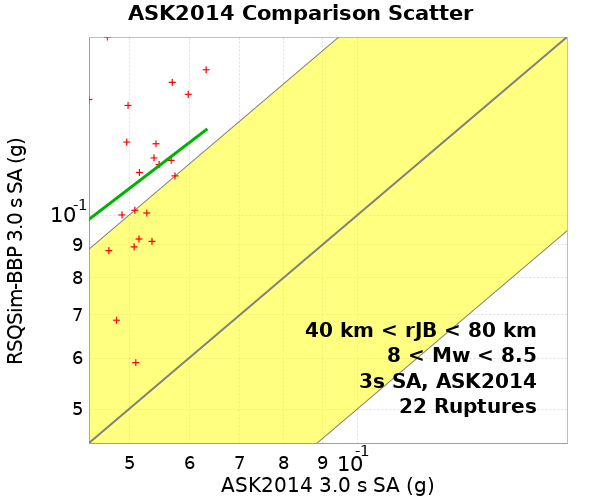 ASK2014 Comparison Scatter
RSQSim-BBP 3.0 s SA (g)
10-1
9
8
7
6
5
40 km < rJB < 80 km
8 < Mw < 8.5
3s SA, ASK2014
22 Ruptures
5 6 7 8 9 10-1
ASK2014 3.0 s SA (g)